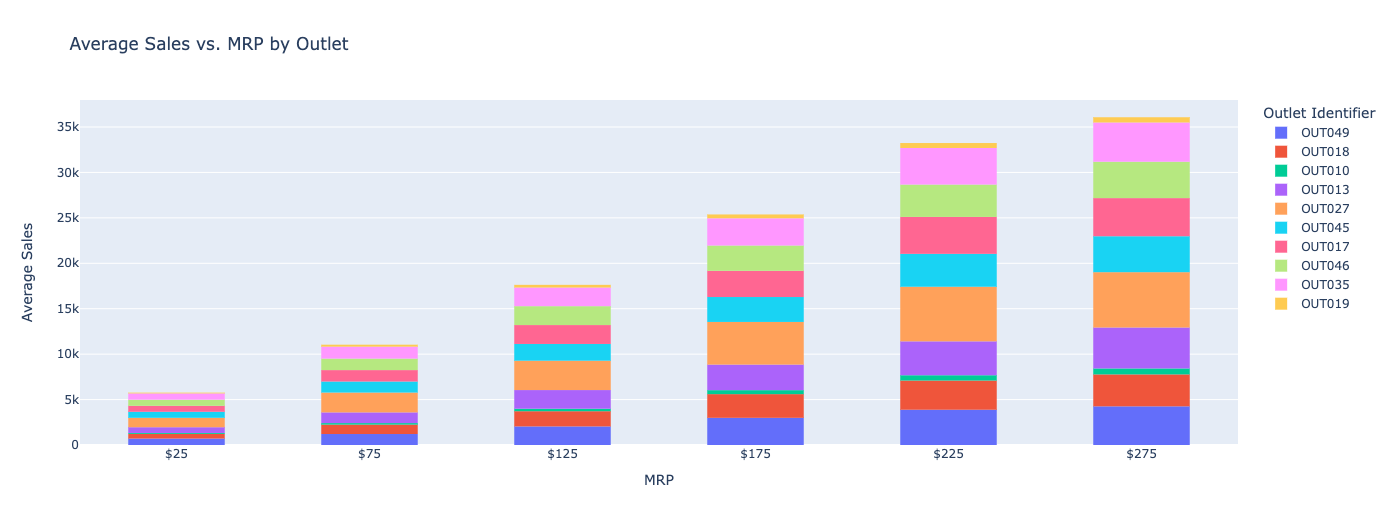 Average Sales vs. MRP by Outlet
Outlet Identifier
OUT049
OUT018
OUT010
OUT013
OUT027
OUT045
OUT017
OUT046
OUT035
OUT019
Average Sales
35k
30k
25k
20k
15k
10k
5k
0
$25 $75 $125 $175 $225 $275
MRP